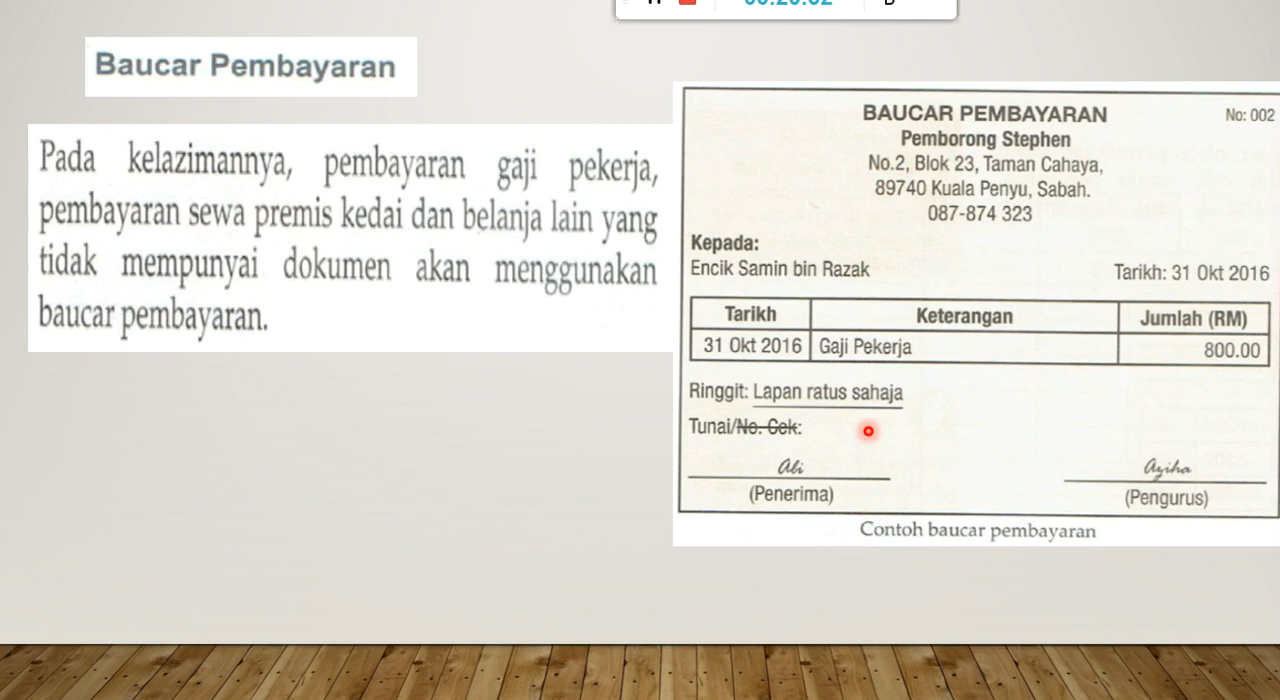 Baucar Pembayaran
Pada kelazimannya, pembayaran gaji pekerja,
pembayaran sewa premis kedai dan belanja lain yang
tidak mempunyai dokumen akan menggunakan
baucar pembayaran.
BAUCAR PEMBAYARAN
No: 002
Pemborong Stephen
No.2, Blok 23, Taman Cahaya,
89740 Kuala Penyu, Sabah.
087-874 323
Kepada:
Encik Samin bin Razak
Tarikh: 31 Okt 2016
Tarikh Keterangan Jumlah (RM)
31 Okt 2016 Gaji Pekerja 800.00
Ringgit: Lapan ratus sahaja
Tunai/No. Cek:
Ali
Aziha
(Penerima)
(Pengurus)
Contoh baucar pembayaran